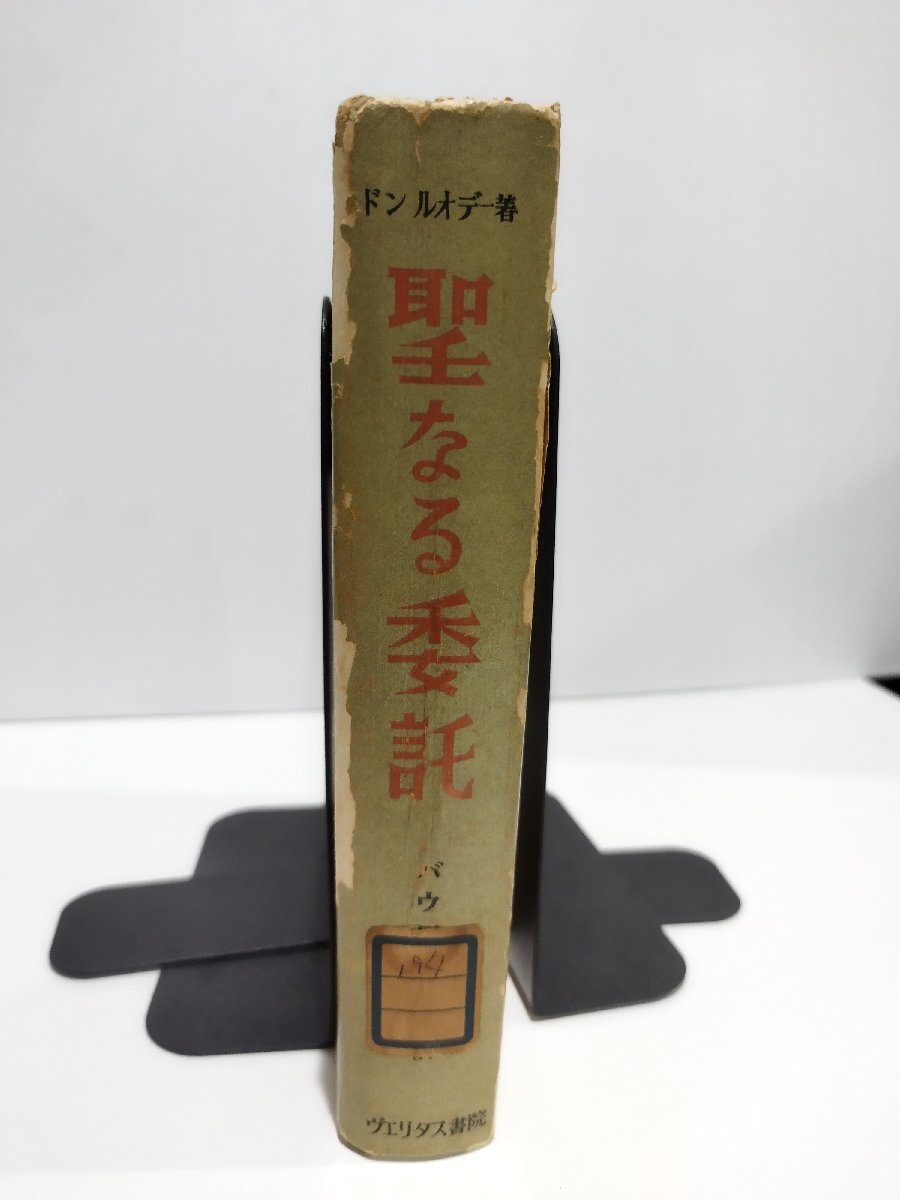 ドン ルオデー著
聖なる委託
バウ
194
ヴェリタス書院